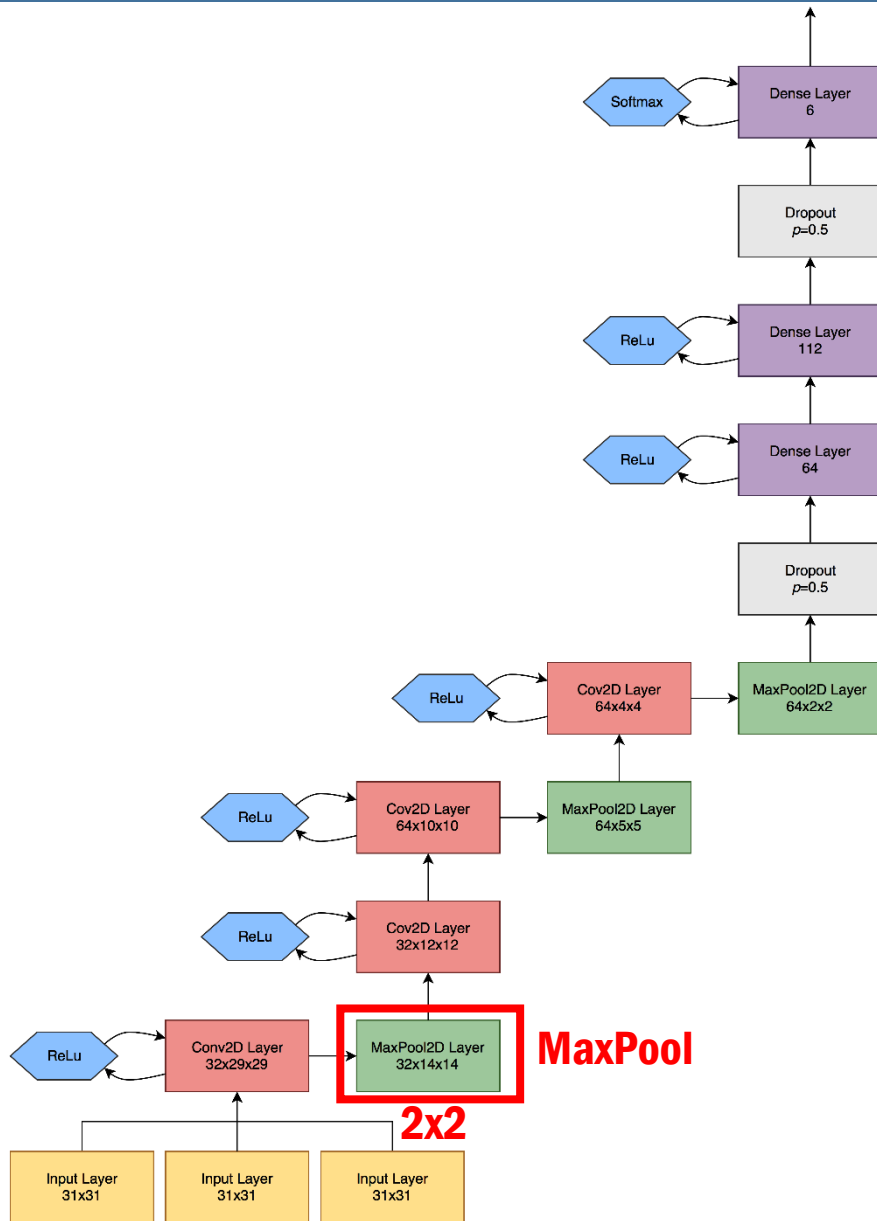 Softmax
Dense Layer
6
Dropout
p=0.5
ReLu
Dense Layer
112
ReLu
Dense Layer
64
Dropout
p=0.5
ReLu
Cov2D Layer
64x4x4
MaxPool2D Layer
64x2x2
ReLu
Cov2D Layer
64x10x10
MaxPool2D Layer
64x5x5
ReLu
Cov2D Layer
32x12x12
ReLu
Conv2D Layer
32x29x29
MaxPool2D Layer
32x14x14
MaxPool
2x2
Input Layer
31x31
Input Layer
31x31
Input Layer
31x31